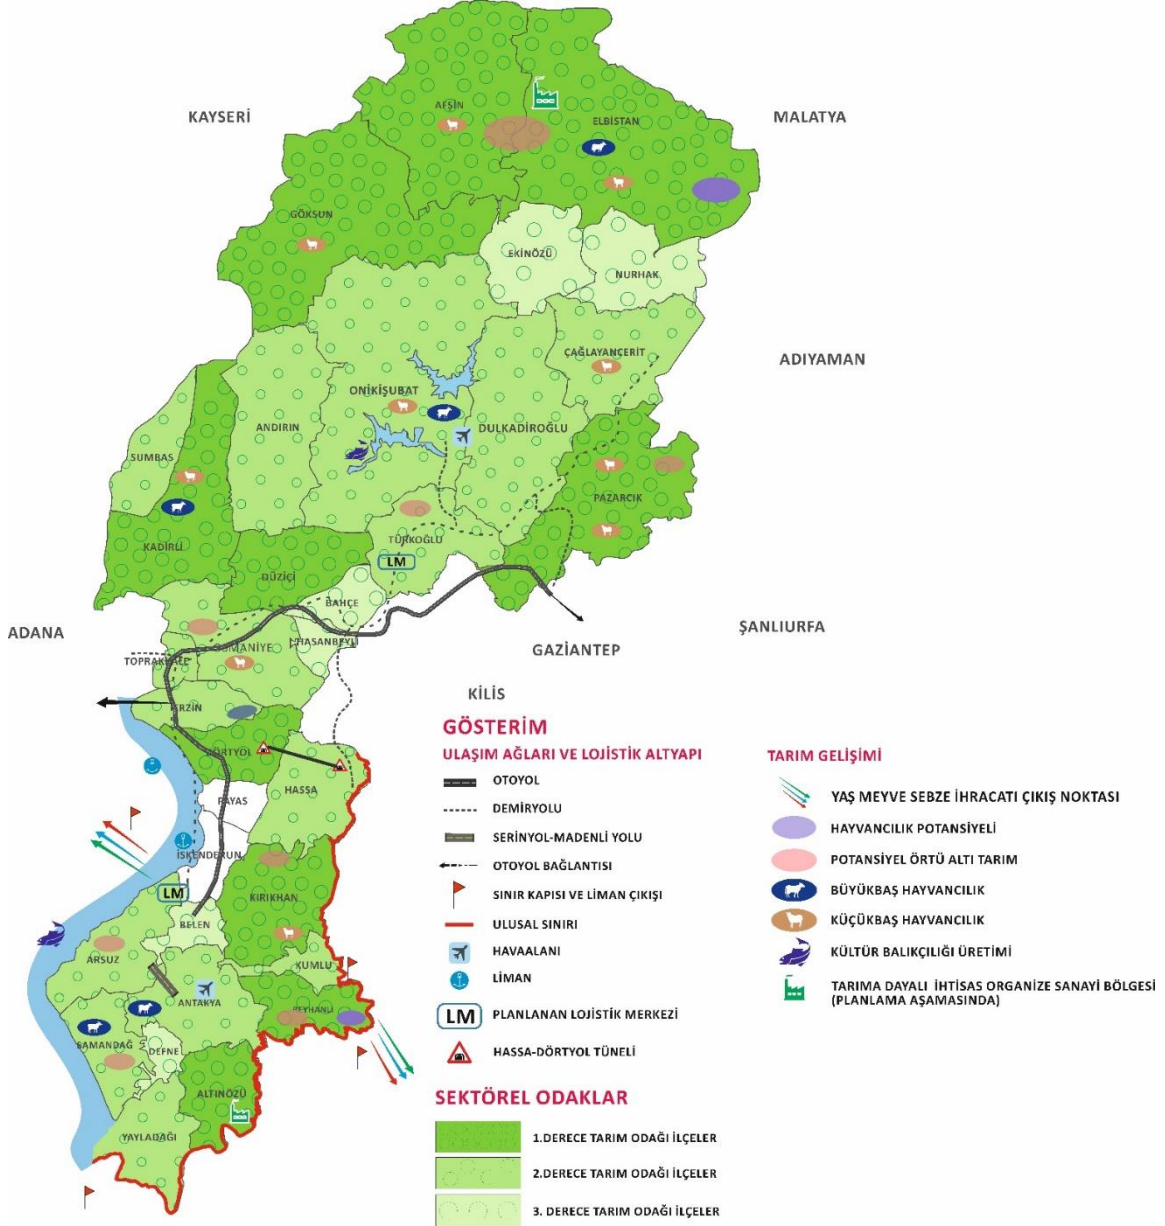 KAYSERİ
MALATYA
AFŞİN
ELBİSTAN
GÖKSUN
EKİNÖZÜ
NURHAK
ÇAĞLAYANCERİT
ADIYAMAN
ONİKİŞUBAT
ANDIRIN
DULKADİROĞLU
SUMBAS
PAZARCIK
KADİRLİ
TÜRKOĞLU
LM
DÜZİÇİ
BAHÇE
ADANA
HASANBEYLİ
OSMANİYE
TOPRAKKALE
GAZİANTEP
ŞANLIURFA
KİLİS
ERZİN
DÖRTYOL
HASSA
PAYAS
İSKENDERUN
LM
KIRIKHAN
BELEN
ARSUZ
KUMLU
ANTAKYA
REYHANLI
SAMANDAĞ
DEFNE
ALTINÖZÜ
YAYLADAĞI
GÖSTERİM
ULAŞIM AĞLARI VE LOJİSTİK ALTYAPI
OTOYOL
DEMİRYOLU
SERİNYOL-MADENLİ YOLU
OTOYOL BAĞLANTISI
SINIR KAPISI VE LİMAN ÇIKIŞI
ULUSAL SINIRI
HAVAALANI
LİMAN
LM PLANLANAN LOJİSTİK MERKEZİ
HASSA-DÖRTYOL TÜNELİ
TARIM GELİŞİMİ
YAŞ MEYVE SEBZE İHRACATI ÇIKIŞ NOKTASI
HAYVANCILIK POTANSİYELİ
POTANSİYEL ÖRTÜ ALTI TARIM
BÜYÜKBAŞ HAYVANCILIK
KÜÇÜKBAŞ HAYVANCILIK
KÜLTÜR BALIKÇILIĞI ÜRETİMİ
TARIMA DAYALI İHTİSAS ORGANİZE SANAYİ BÖLGESİ
(PLANLAMA AŞAMASINDA)
SEKTÖREL ODAKLAR
1.DERECE TARIM ODAĞI İLÇELER
2.DERECE TARIM ODAĞI İLÇELER
3. DERECE TARIM ODAĞI İLÇELER